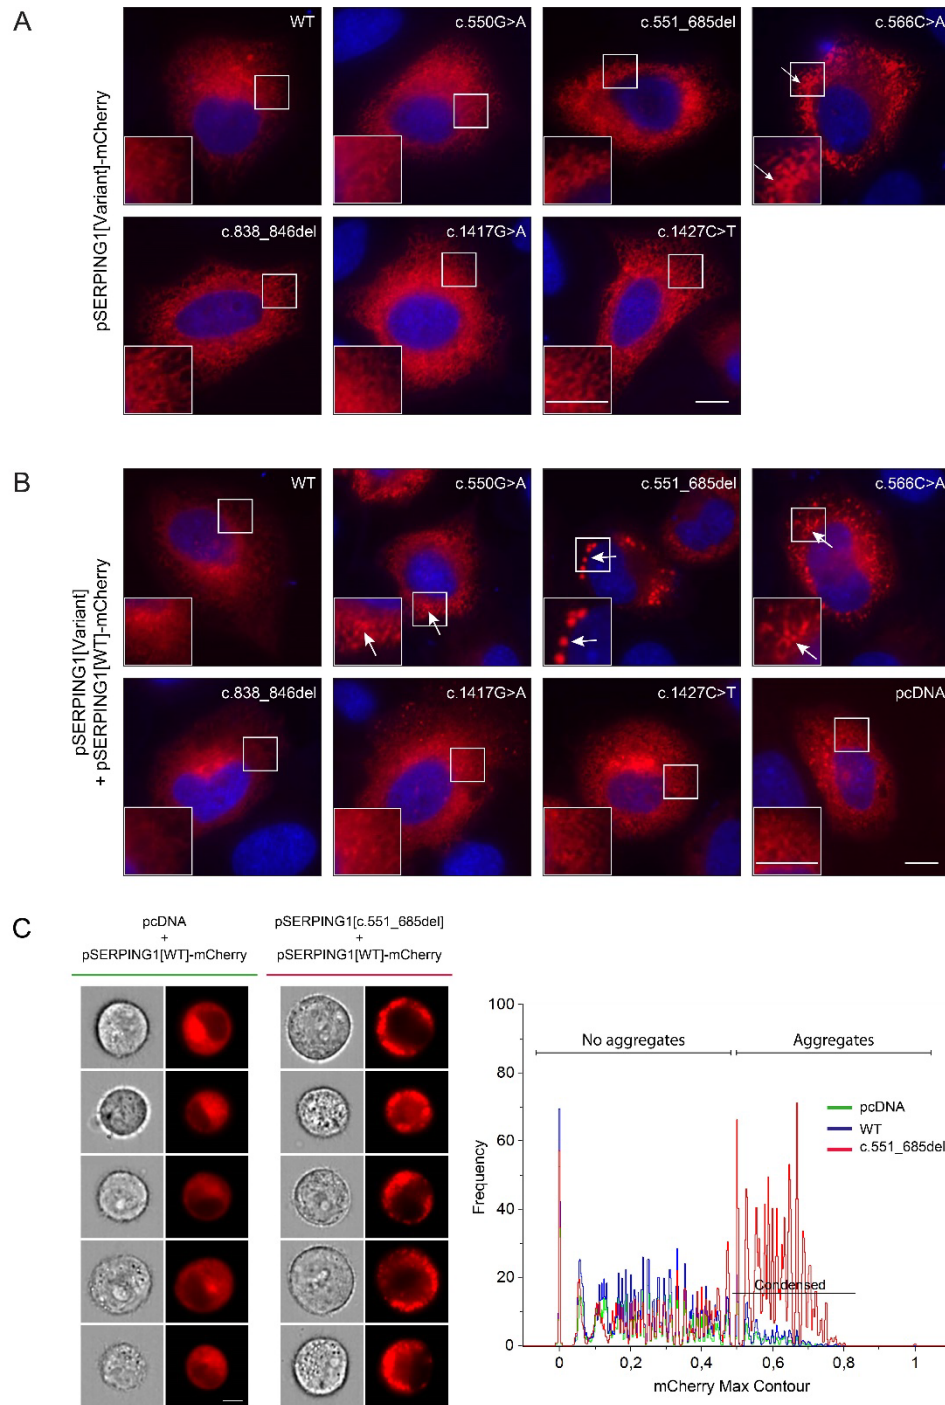 A
pSERPING1[Variant]-mCherry
WT
c.550G>A
c.551_685del
c.566C>A
c.838_846del
c.1417G>A
c.1427C>T
B
pSERPING1[Variant]
+ pSERPING1[WT]-mCherry
WT
c.550G>A
c.551_685del
c.566C>A
c.838_846del
c.1417G>A
c.1427C>T
pcDNA
C
pcDNA
+
pSERPING1[WT]-mCherry
pSERPING1[c.551_685del]
+
pSERPING1[WT]-mCherry
100
80
60
40
20
0
Frequency
No aggregates
Aggregates
pcDNA
WT
c.551_685del
Condensed
0
0,2
0,4
0,6
0,8
1
mCherry Max Contour